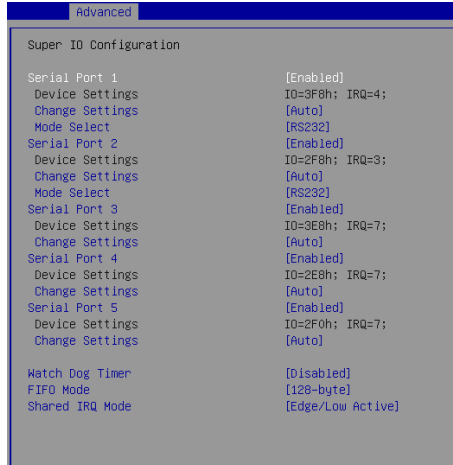 Advanced
Super IO Configuration
Serial Port 1 [Enabled]
Device Settings IO=3F8h; IRQ=4;
Change Settings [Auto]
Mode Select [RS232]
Serial Port 2 [Enabled]
Device Settings IO=2F8h; IRQ=3;
Change Settings [Auto]
Mode Select [RS232]
Serial Port 3 [Enabled]
Device Settings IO=3E8h; IRQ=7;
Change Settings [Auto]
Serial Port 4 [Enabled]
Device Settings IO=2E8h; IRQ=7;
Change Settings [Auto]
Serial Port 5 [Enabled]
Device Settings IO=2F0h; IRQ=7;
Change Settings [Auto]
Watch Dog Timer [Disabled]
FIFO Mode [128-byte]
Shared IRQ Mode [Edge/Low Active]